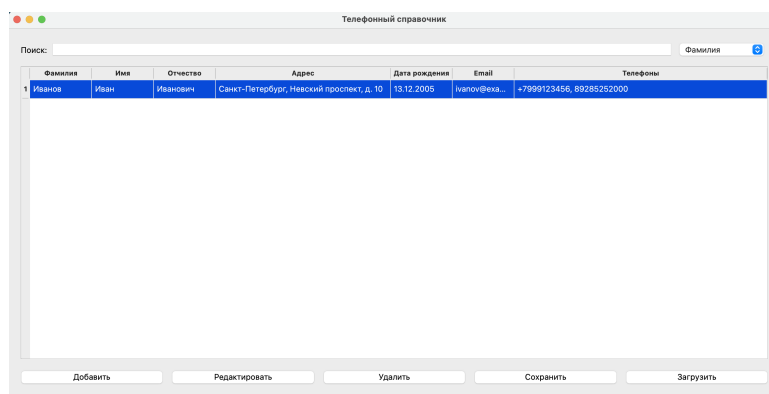 Телефонный справочник
Поиск: Фамилия
Фамилия Имя Отчество Адрес Дата рождения Email Телефоны
1 Иванов Иван Иванович Санкт-Петербург, Невский проспект, д. 10 13.12.2005 ivanov@exa... +7999123456, 89285252000
Добавить Редактировать Удалить Сохранить Загрузить